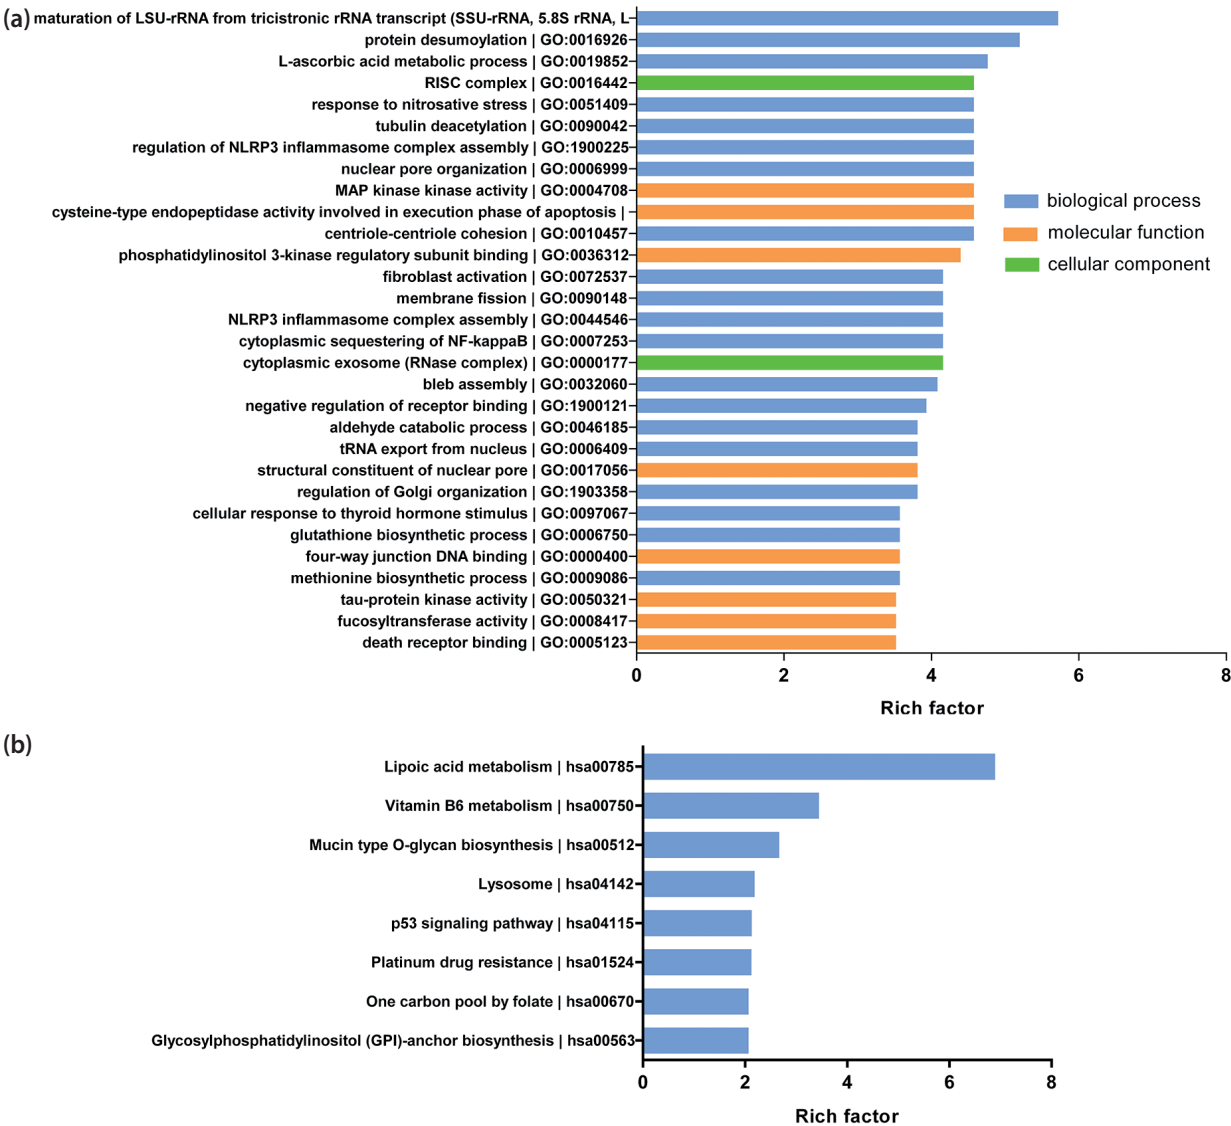 (a)
maturation of LSU-rRNA from tricistronic rRNA transcript (SSU-rRNA, 5.8S rRNA, L
protein desumoylation | GO:0016926
L-ascorbic acid metabolic process | GO:0019852
RISC complex | GO:0016442
response to nitrosative stress | GO:0051409
tubulin deacetylation | GO:0090042
regulation of NLRP3 inflammasome complex assembly | GO:1900225
nuclear pore organization | GO:0006999
MAP kinase kinase activity | GO:0004708
cysteine-type endopeptidase activity involved in execution phase of apoptosis |
centriole-centriole cohesion | GO:0010457
phosphatidylinositol 3-kinase regulatory subunit binding | GO:0036312
fibroblast activation | GO:0072537
membrane fission | GO:0090148
NLRP3 inflammasome complex assembly | GO:0044546
cytoplasmic sequestering of NF-kappaB | GO:0007253
cytoplasmic exosome (RNase complex) | GO:0000177
bleb assembly | GO:0032060
negative regulation of receptor binding | GO:1900121
aldehyde catabolic process | GO:0046185
tRNA export from nucleus | GO:0006409
structural constituent of nuclear pore | GO:0017056
regulation of Golgi organization | GO:1903358
cellular response to thyroid hormone stimulus | GO:0097067
glutathione biosynthetic process | GO:0006750
four-way junction DNA binding | GO:0000400
methionine biosynthetic process | GO:0009086
tau-protein kinase activity | GO:0050321
fucosyltransferase activity | GO:0008417
death receptor binding | GO:0005123
biological process
molecular function
cellular component
0 2 4 6 8
Rich factor
(b)
Lipoic acid metabolism | hsa00785
Vitamin B6 metabolism | hsa00750
Mucin type O-glycan biosynthesis | hsa00512
Lysosome | hsa04142
p53 signaling pathway | hsa04115
Platinum drug resistance | hsa01524
One carbon pool by folate | hsa00670
Glycosylphosphatidylinositol (GPI)-anchor biosynthesis | hsa00563
0 2 4 6 8
Rich factor